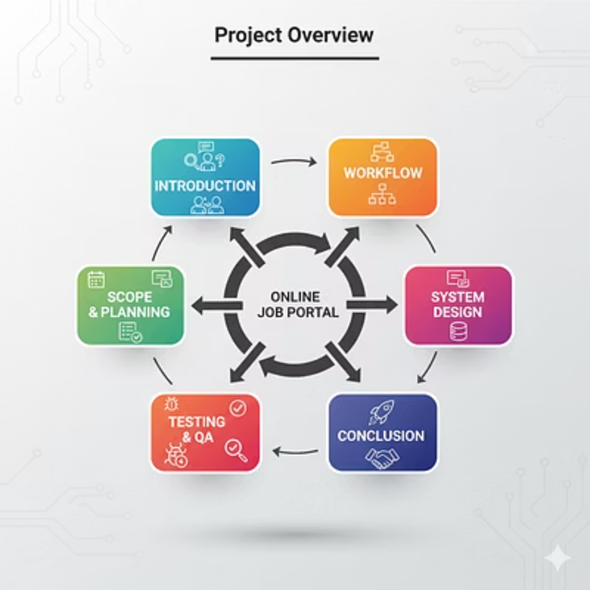 Project Overview
INTRODUCTION
WORKFLOW
SCOPE
& PLANNING
ONLINE
JOB PORTAL
SYSTEM
DESIGN
TESTING
& QA
CONCLUSION